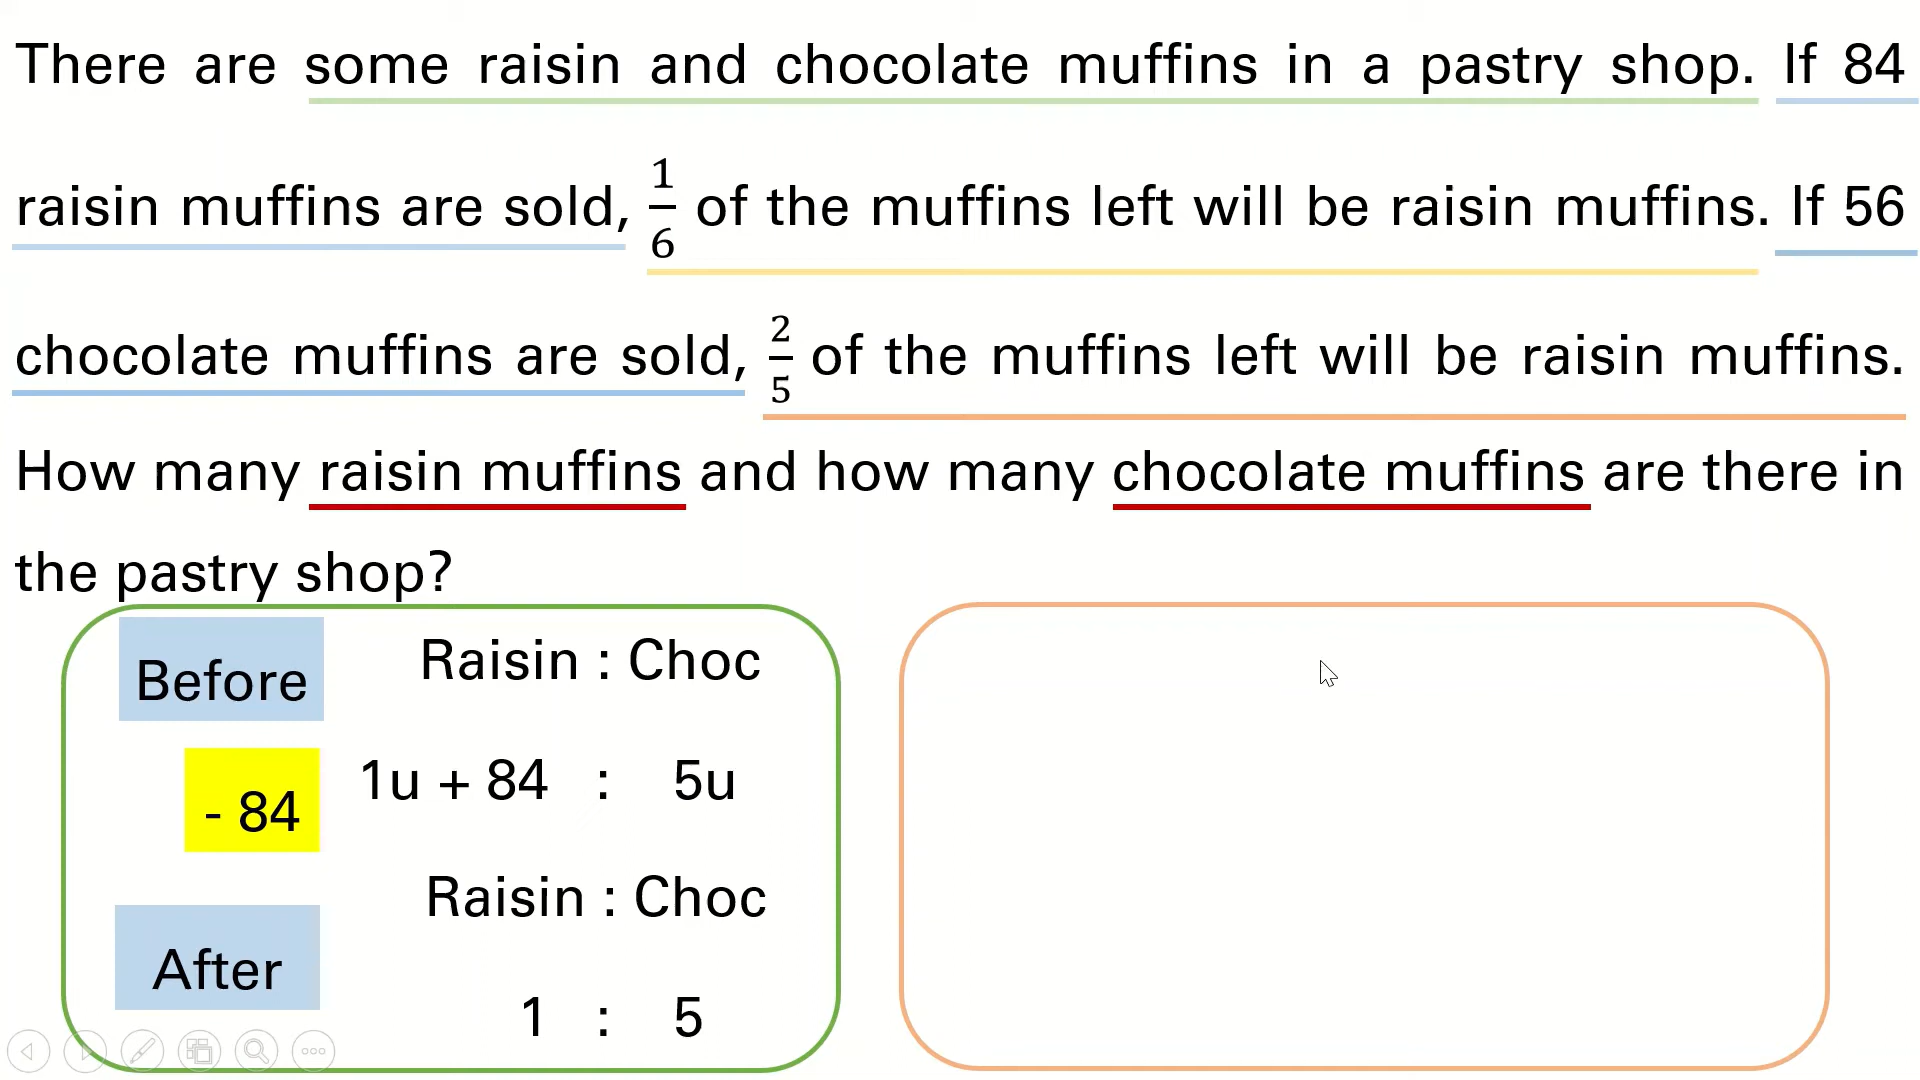 There are some raisin and chocolate muffins in a pastry shop. If 84
raisin muffins are sold, 1/6 of the muffins left will be raisin muffins. If 56
chocolate muffins are sold, 2/5 of the muffins left will be raisin muffins.
How many raisin muffins and how many chocolate muffins are there in
the pastry shop?
Before
Raisin : Choc
- 84
1u + 84 : 5u
Raisin : Choc
After
1 : 5